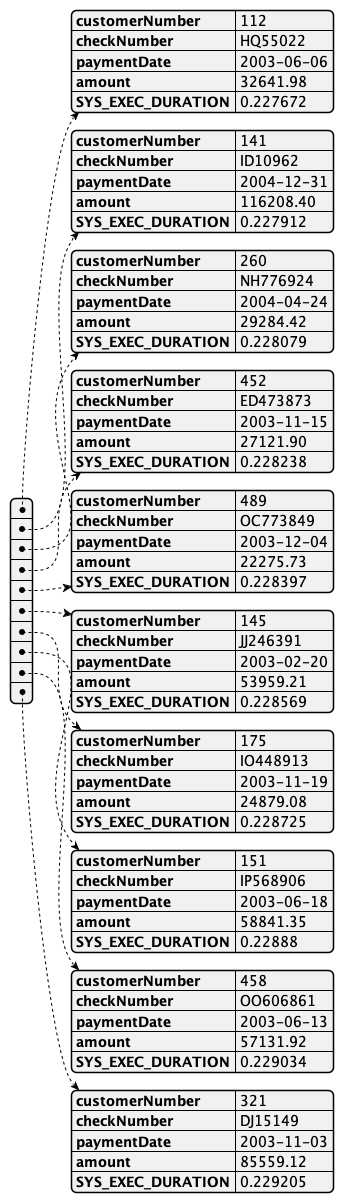 customerNumber 112
checkNumber HQ55022
paymentDate 2003-06-06
amount 32641.98
SYS_EXEC_DURATION 0.227672
customerNumber 141
checkNumber ID10962
paymentDate 2004-12-31
amount 116208.40
SYS_EXEC_DURATION 0.227912
customerNumber 260
checkNumber NH776924
paymentDate 2004-04-24
amount 29284.42
SYS_EXEC_DURATION 0.228079
customerNumber 452
checkNumber ED473873
paymentDate 2003-11-15
amount 27121.90
SYS_EXEC_DURATION 0.228238
customerNumber 489
checkNumber OC773849
paymentDate 2003-12-04
amount 22275.73
SYS_EXEC_DURATION 0.228397
customerNumber 145
checkNumber JJ246391
paymentDate 2003-02-20
amount 53959.21
SYS_EXEC_DURATION 0.228569
customerNumber 175
checkNumber IO448913
paymentDate 2003-11-19
amount 24879.08
SYS_EXEC_DURATION 0.228725
customerNumber 151
checkNumber IP568906
paymentDate 2003-06-18
amount 58841.35
SYS_EXEC_DURATION 0.22888
customerNumber 458
checkNumber OO606861
paymentDate 2003-06-13
amount 57131.92
SYS_EXEC_DURATION 0.229034
customerNumber 321
checkNumber DJ15149
paymentDate 2003-11-03
amount 85559.12
SYS_EXEC_DURATION 0.229205